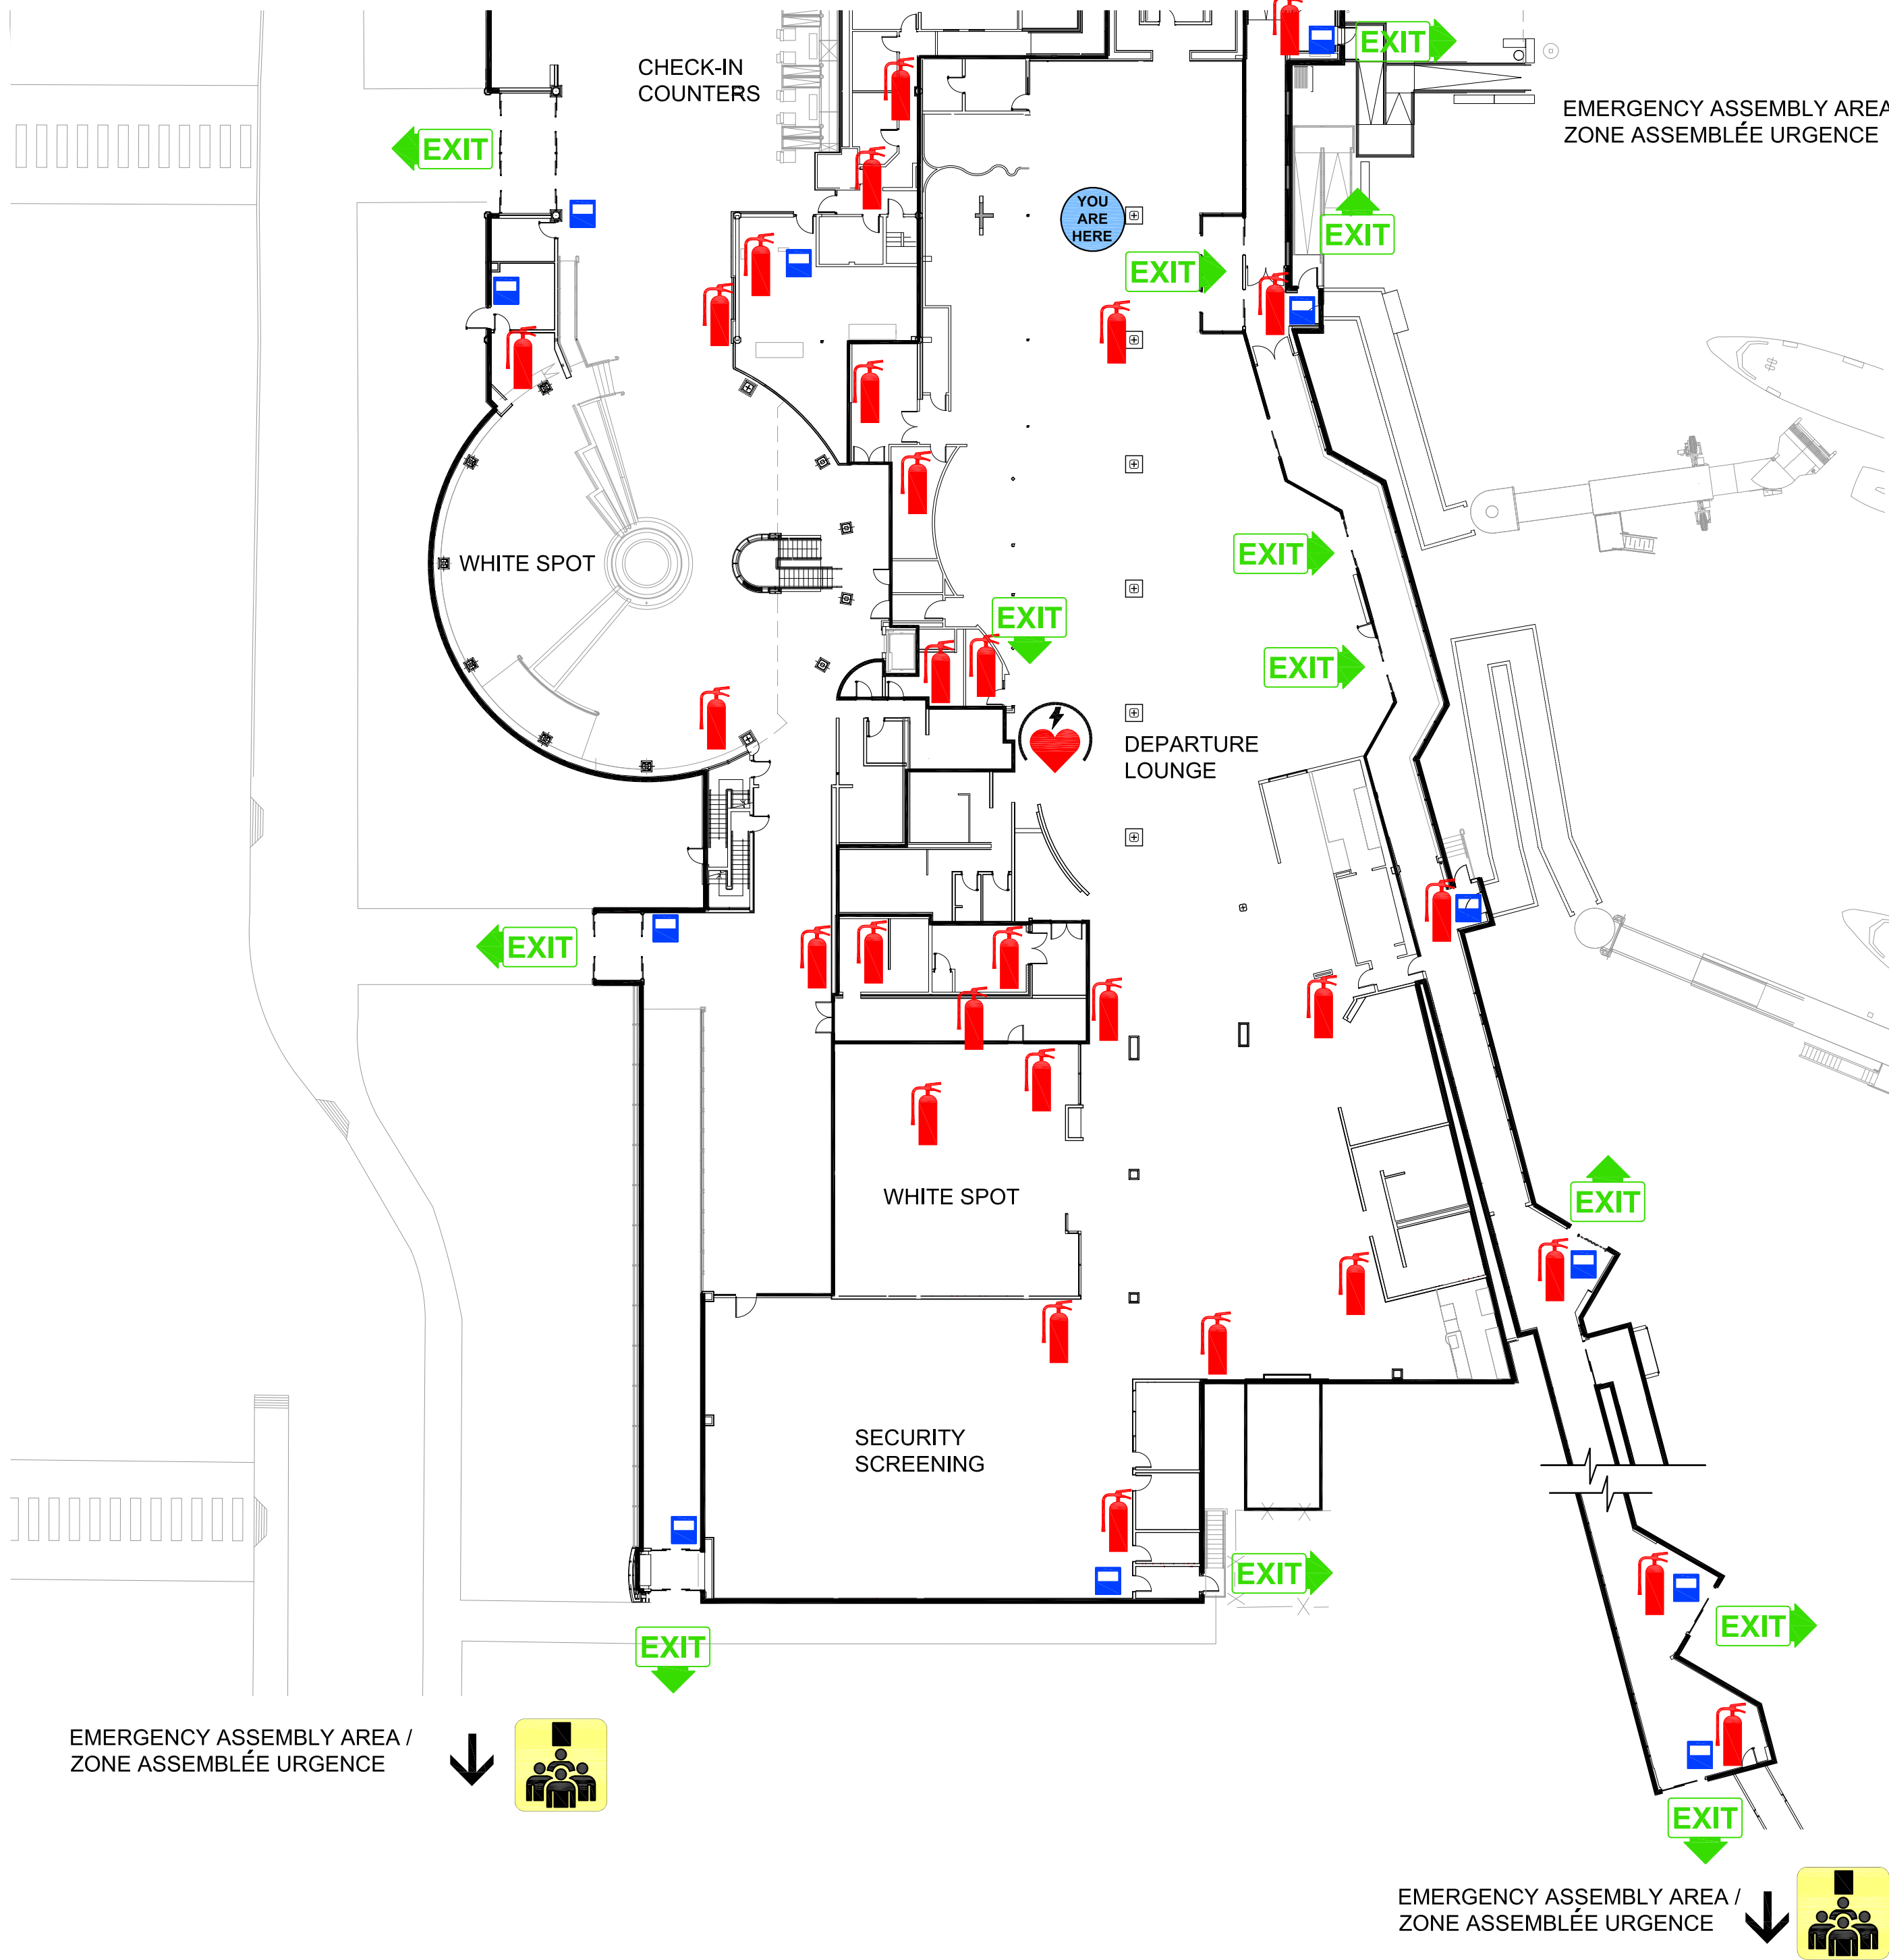 EXIT
CHECK-IN
COUNTERS
EMERGENCY ASSEMBLY AREA
ZONE ASSEMBLÉE URGENCE
EXIT
YOU
ARE
HERE
EXIT
EXIT
EXIT
WHITE SPOT
EXIT
EXIT
DEPARTURE
LOUNGE
EXIT
WHITE SPOT
EXIT
SECURITY
SCREENING
EXIT
EXIT
EXIT
EMERGENCY ASSEMBLY AREA /
ZONE ASSEMBLÉE URGENCE
EXIT
EMERGENCY ASSEMBLY AREA /
ZONE ASSEMBLÉE URGENCE